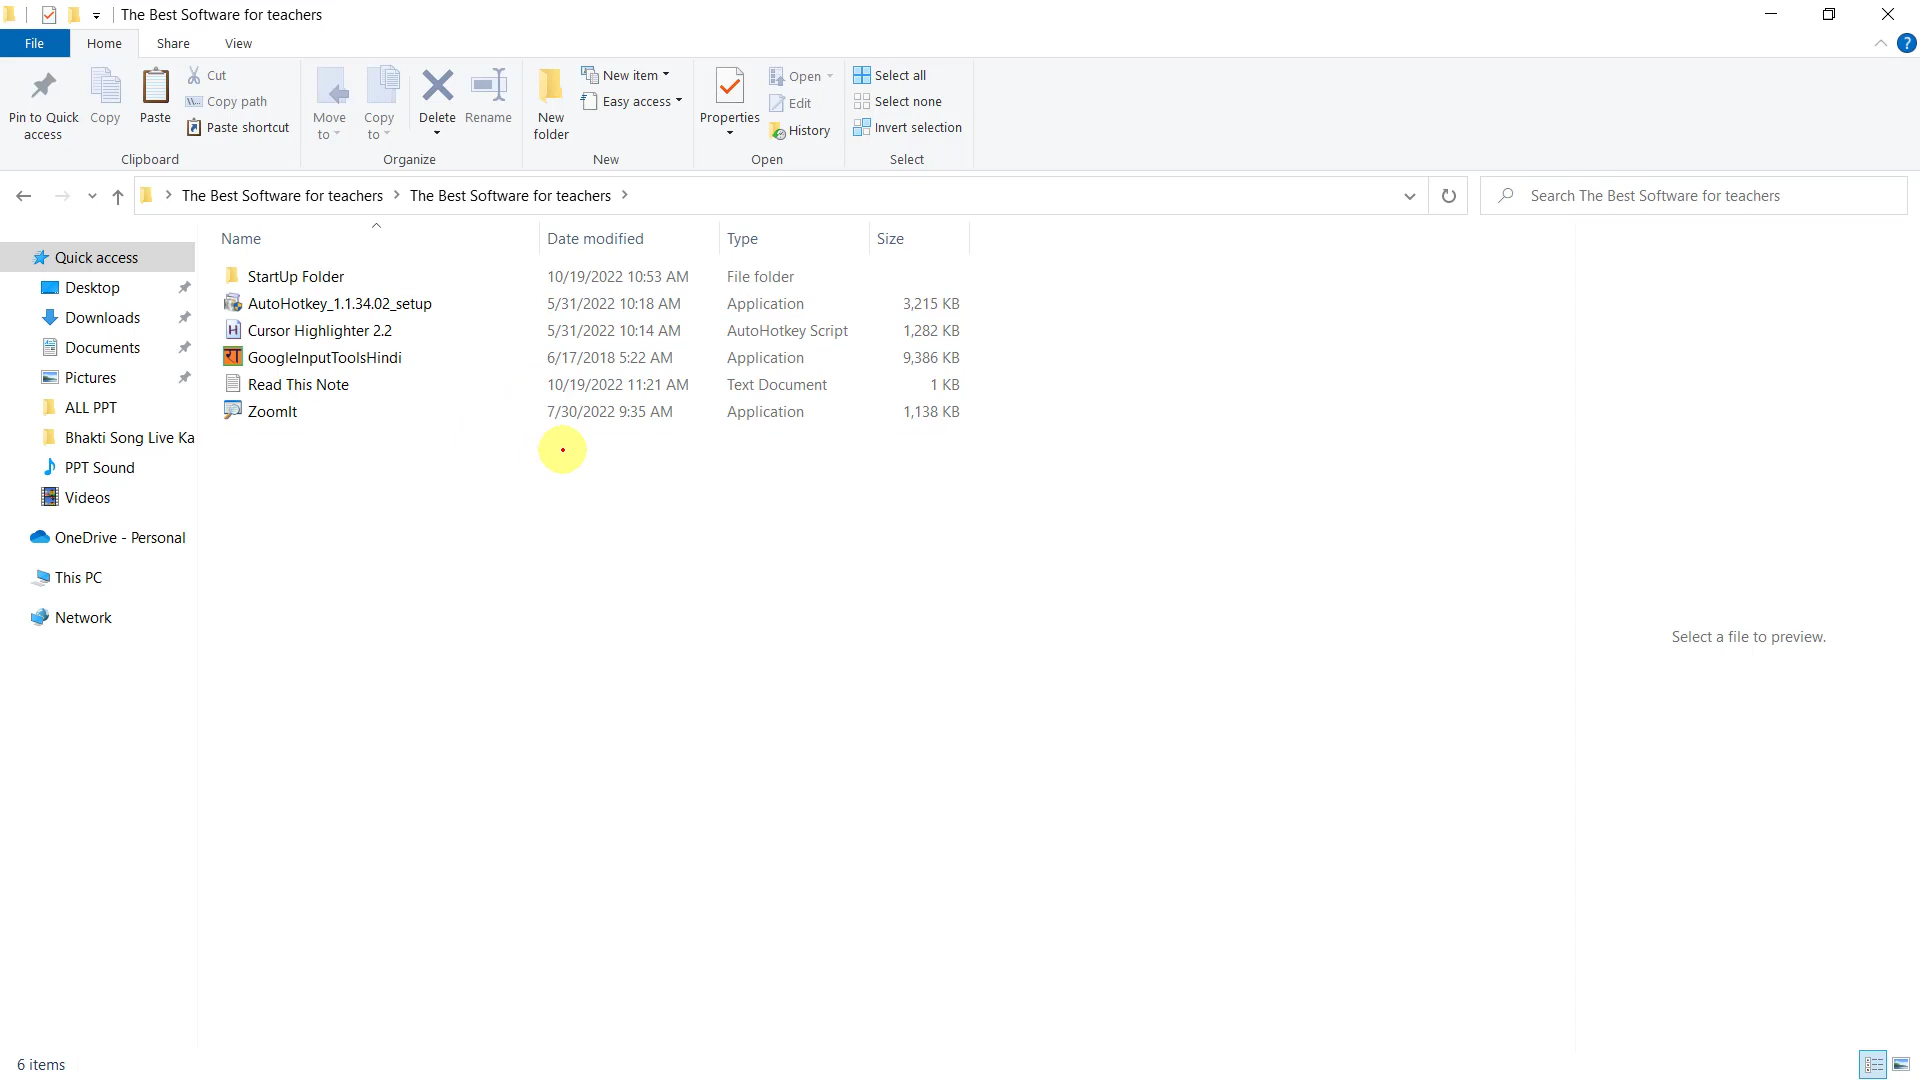 The Best Software for teachers
File Home Share View
Pin to Quick access
Copy
Paste
Cut
Copy path
Paste shortcut
Clipboard
Move to
Copy to
Delete
Rename
Organize
New folder
New item
Easy access
New
Properties
Open
Edit
History
Open
Select all
Select none
Invert selection
Select
The Best Software for teachers The Best Software for teachers
Search The Best Software for teachers
Quick access
Desktop
Downloads
Documents
Pictures
ALL PPT
Bhakti Song Live Ka
PPT Sound
Videos
OneDrive - Personal
This PC
Network
Name Date modified Type Size
StartUp Folder 10/19/2022 10:53 AM File folder
AutoHotkey_1.1.34.02_setup 5/31/2022 10:18 AM Application 3,215 KB
Cursor Highlighter 2.2 5/31/2022 10:14 AM AutoHotkey Script 1,282 KB
GoogleInputToolsHindi 6/17/2018 5:22 AM Application 9,386 KB
Read This Note 10/19/2022 11:21 AM Text Document 1 KB
ZoomIt 7/30/2022 9:35 AM Application 1,138 KB
Select a file to preview.
6 items